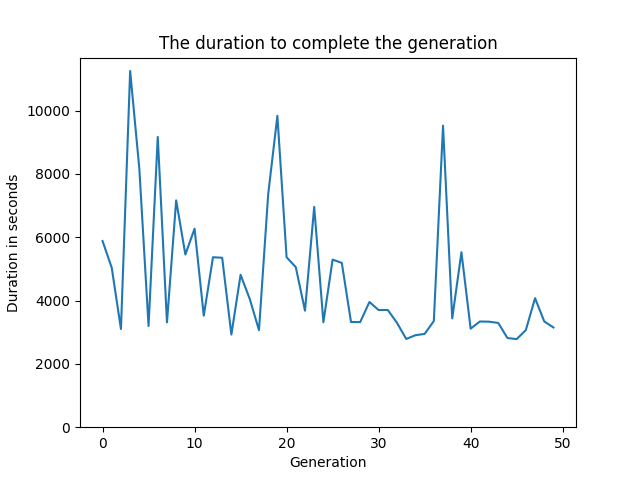 The duration to complete the generation
10000
8000
6000
4000
2000
0
Duration in seconds
0 10 20 30 40 50
Generation